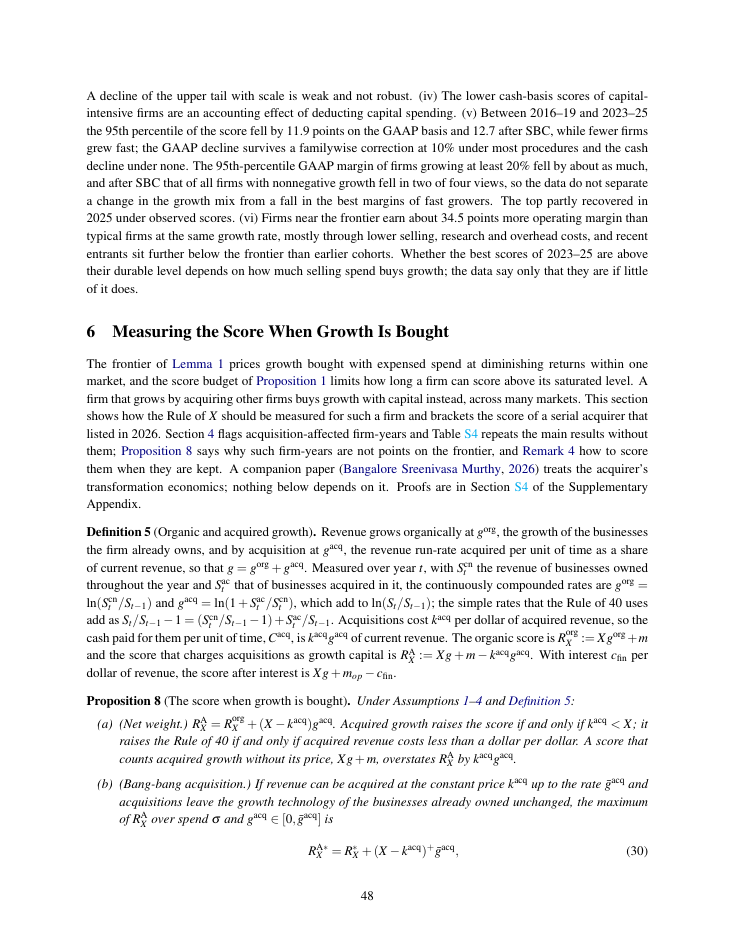 A decline of the upper tail with scale is weak and not robust. (iv) The lower cash-basis scores of capital-
intensive firms are an accounting effect of deducting capital spending. (v) Between 2016–19 and 2023–25
the 95th percentile of the score fell by 11.9 points on the GAAP basis and 12.7 after SBC, while fewer firms
grew fast; the GAAP decline survives a familywise correction at 10% under most procedures and the cash
decline under none. The 95th-percentile GAAP margin of firms growing at least 20% fell by about as much,
and after SBC that of all firms with nonnegative growth fell in two of four views, so the data do not separate
a change in the growth mix from a fall in the best margins of fast growers. The top partly recovered in
2025 under observed scores. (vi) Firms near the frontier earn about 34.5 points more operating margin than
typical firms at the same growth rate, mostly through lower selling, research and overhead costs, and recent
entrants sit further below the frontier than earlier cohorts. Whether the best scores of 2023–25 are above
their durable level depends on how much selling spend buys growth; the data say only that they are if little
of it does.
6 Measuring the Score When Growth Is Bought
The frontier of Lemma 1 prices growth bought with expensed spend at diminishing returns within one
market, and the score budget of Proposition 1 limits how long a firm can score above its saturated level. A
firm that grows by acquiring other firms buys growth with capital instead, across many markets. This section
shows how the Rule of X should be measured for such a firm and brackets the score of a serial acquirer that
listed in 2026. Section 4 flags acquisition-affected firm-years and Table S4 repeats the main results without
them; Proposition 8 says why such firm-years are not points on the frontier, and Remark 4 how to score
them when they are kept. A companion paper (Bangalore Sreenivasa Murthy, 2026) treats the acquirer's
transformation economics; nothing below depends on it. Proofs are in Section S4 of the Supplementary
Appendix.
Definition 5 (Organic and acquired growth). Revenue grows organically at g^org, the growth of the businesses
the firm already owns, and by acquisition at g^acq, the revenue run-rate acquired per unit of time as a share
of current revenue, so that g = g^org + g^acq. Measured over year t, with S_t^cn the revenue of businesses owned
throughout the year and S_t^ac that of businesses acquired in it, the continuously compounded rates are g^org =
ln(S_t^cn/S_{t−1}) and g^acq = ln(1 + S_t^ac/S_t^cn), which add to ln(S_t/S_{t−1}); the simple rates that the Rule of 40 uses
add as S_t/S_{t−1} − 1 = (S_t^cn/S_{t−1} − 1) + S_t^ac/S_{t−1}. Acquisitions cost k^acq per dollar of acquired revenue, so the
cash paid for them per unit of time, C^acq, is k^acq g^acq of current revenue. The organic score is R_X^org := Xg^org + m
and the score that charges acquisitions as growth capital is R_X^A := Xg + m − k^acq g^acq. With interest c_fin per
dollar of revenue, the score after interest is Xg + m_op − c_fin.
Proposition 8 (The score when growth is bought). Under Assumptions 1–4 and Definition 5:
(a) (Net weight.) R_X^A = R_X^org + (X − k^acq)g^acq. Acquired growth raises the score if and only if k^acq < X; it
raises the Rule of 40 if and only if acquired revenue costs less than a dollar per dollar. A score that
counts acquired growth without its price, Xg + m, overstates R_X^A by k^acq g^acq.
(b) (Bang-bang acquisition.) If revenue can be acquired at the constant price k^acq up to the rate ḡ^acq and
acquisitions leave the growth technology of the businesses already owned unchanged, the maximum
of R_X^A over spend σ and g^acq ∈ [0, ḡ^acq] is
R_X^{A∗} = R_X^∗ + (X − k^acq)^+ ḡ^acq, (30)
48